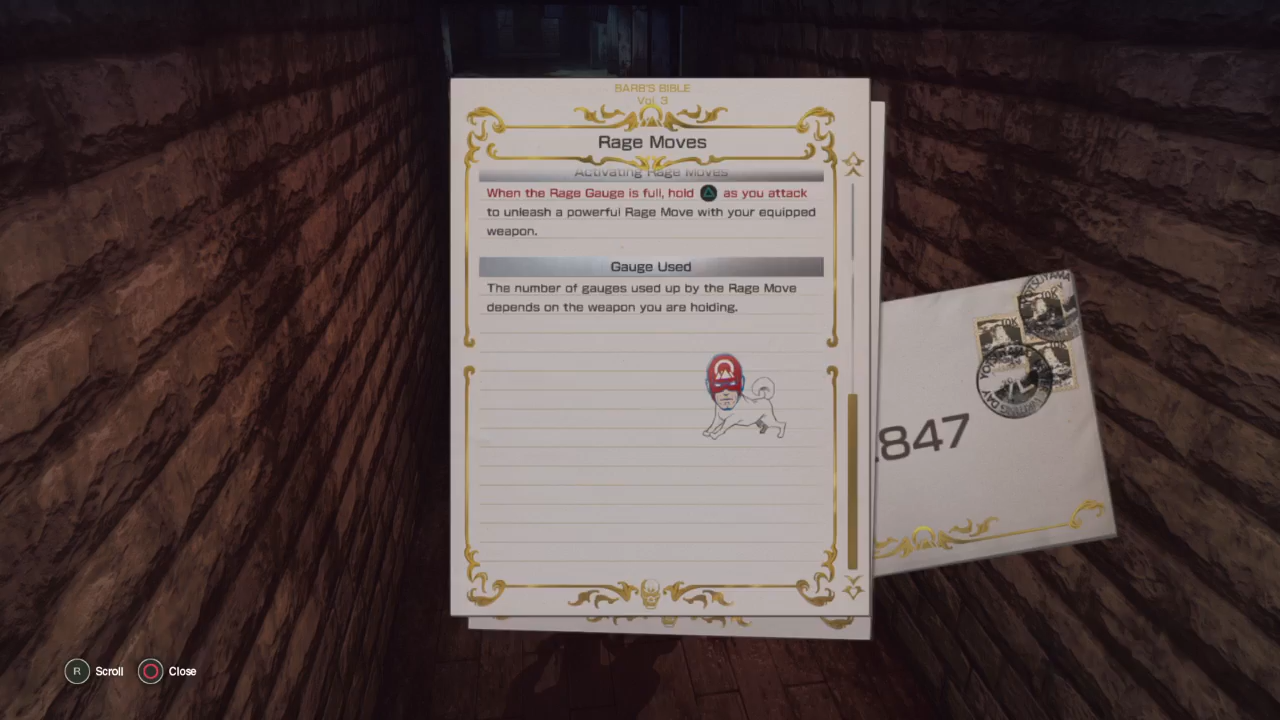 BARB'S BIBLE
Vol. 3
Rage Moves
Activating Rage Moves
When the Rage Gauge is full, hold as you attack
to unleash a powerful Rage Move with your equipped
weapon.
Gauge Used
The number of gauges used up by the Rage Move
depends on the weapon you are holding.
847
R Scroll
Close